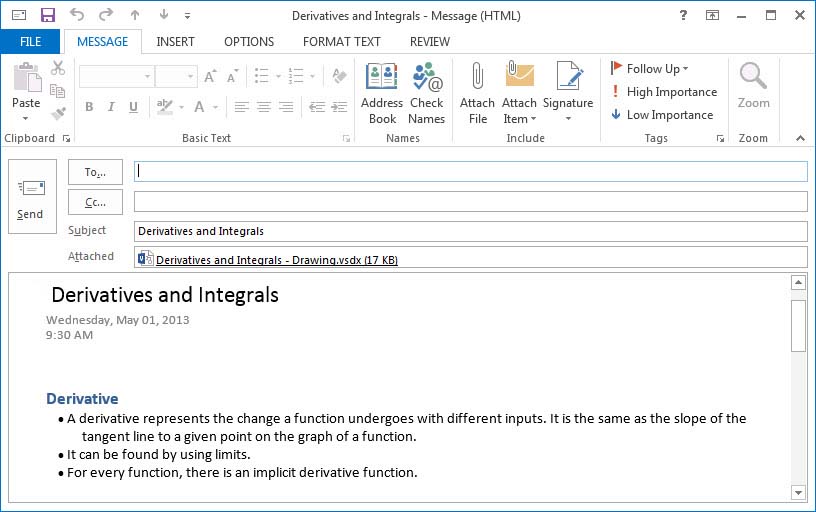 Derivatives and Integrals - Message (HTML)
?
FILE MESSAGE INSERT OPTIONS FORMAT TEXT REVIEW
Paste
Clipboard
B I U ab A A A A
Basic Text
Address Book
Check Names
Names
Attach File
Attach Item
Signature
Include
Follow Up
! High Importance
Low Importance
Tags
Zoom
Zoom
Send
To...
Cc...
Subject Derivatives and Integrals
Attached Derivatives and Integrals - Drawing.vsdx (17 KB)
Derivatives and Integrals
Wednesday, May 01, 2013
9:30 AM
Derivative
• A derivative represents the change a function undergoes with different inputs. It is the same as the slope of the
tangent line to a given point on the graph of a function.
• It can be found by using limits.
• For every function, there is an implicit derivative function.